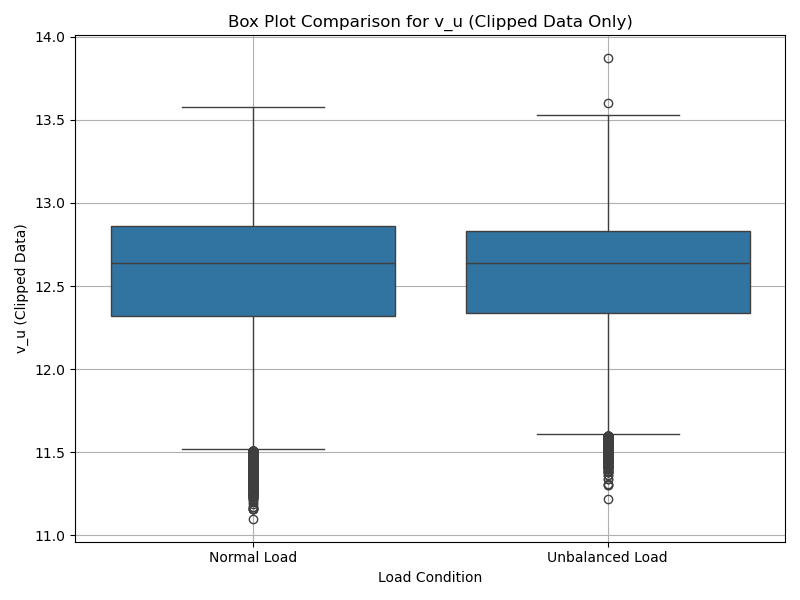 Box Plot Comparison for v_u (Clipped Data Only)
14.0
13.5
13.0
12.5
12.0
11.5
11.0
v_u (Clipped Data)
Normal Load
Unbalanced Load
Load Condition